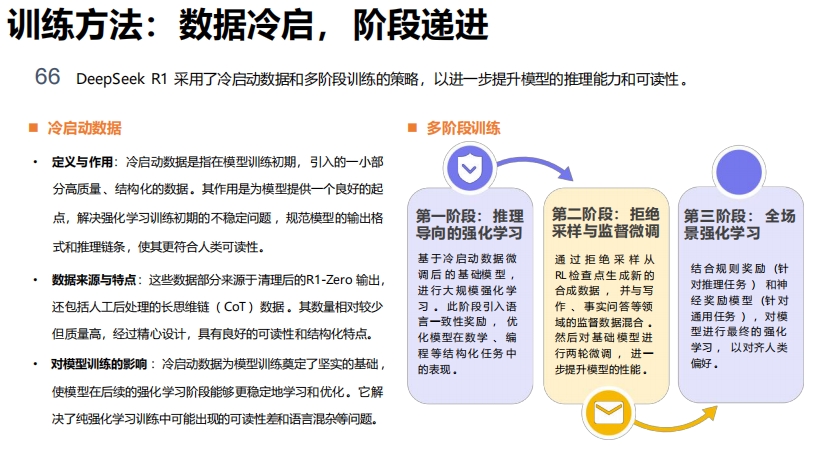 训练方法：数据冷启，阶段递进
66 DeepSeek R1 采用了冷启动数据和多阶段训练的策略，以进一步提升模型的推理能力和可读性。
■ 冷启动数据
• 定义与作用：冷启动数据是指在模型训练初期，引入的一小部
分高质量、结构化的数据。其作用是为模型提供一个良好的起
点，解决强化学习训练初期的不稳定问题，规范模型的输出格
式和推理链条，使其更符合人类可读性。
• 数据来源与特点：这些数据部分来源于清理后的R1-Zero 输出，
还包括人工后处理的长思维链（CoT）数据。其数量相对较少
但质量高，经过精心设计，具有良好的可读性和结构化特点。
• 对模型训练的影响：冷启动数据为模型训练奠定了坚实的基础，
使模型在后续的强化学习阶段能够更稳定地学习和优化。它解
决了纯强化学习训练中可能出现的可读性差和语言混杂等问题。
■ 多阶段训练
第一阶段：推理
导向的强化学习
基于冷启动数据微
调后的基础模型，
进行大规模强化学
习。此阶段引入语
言一致性奖励，优
化模型在数学、编
程等结构化任务中
的表现。
第二阶段：拒绝
采样与监督微调
通过拒绝采样从
RL检查点生成新的
合成数据，并与写
作、事实问答等领
域的监督数据混合。
然后对基础模型进
行两轮微调，进一
步提升模型的性能。
第三阶段：全场
景强化学习
结合规则奖励（针
对推理任务）和神
经奖励模型（针对
通用任务），对模
型进行最终的强化
学习，以对齐人类
偏好。